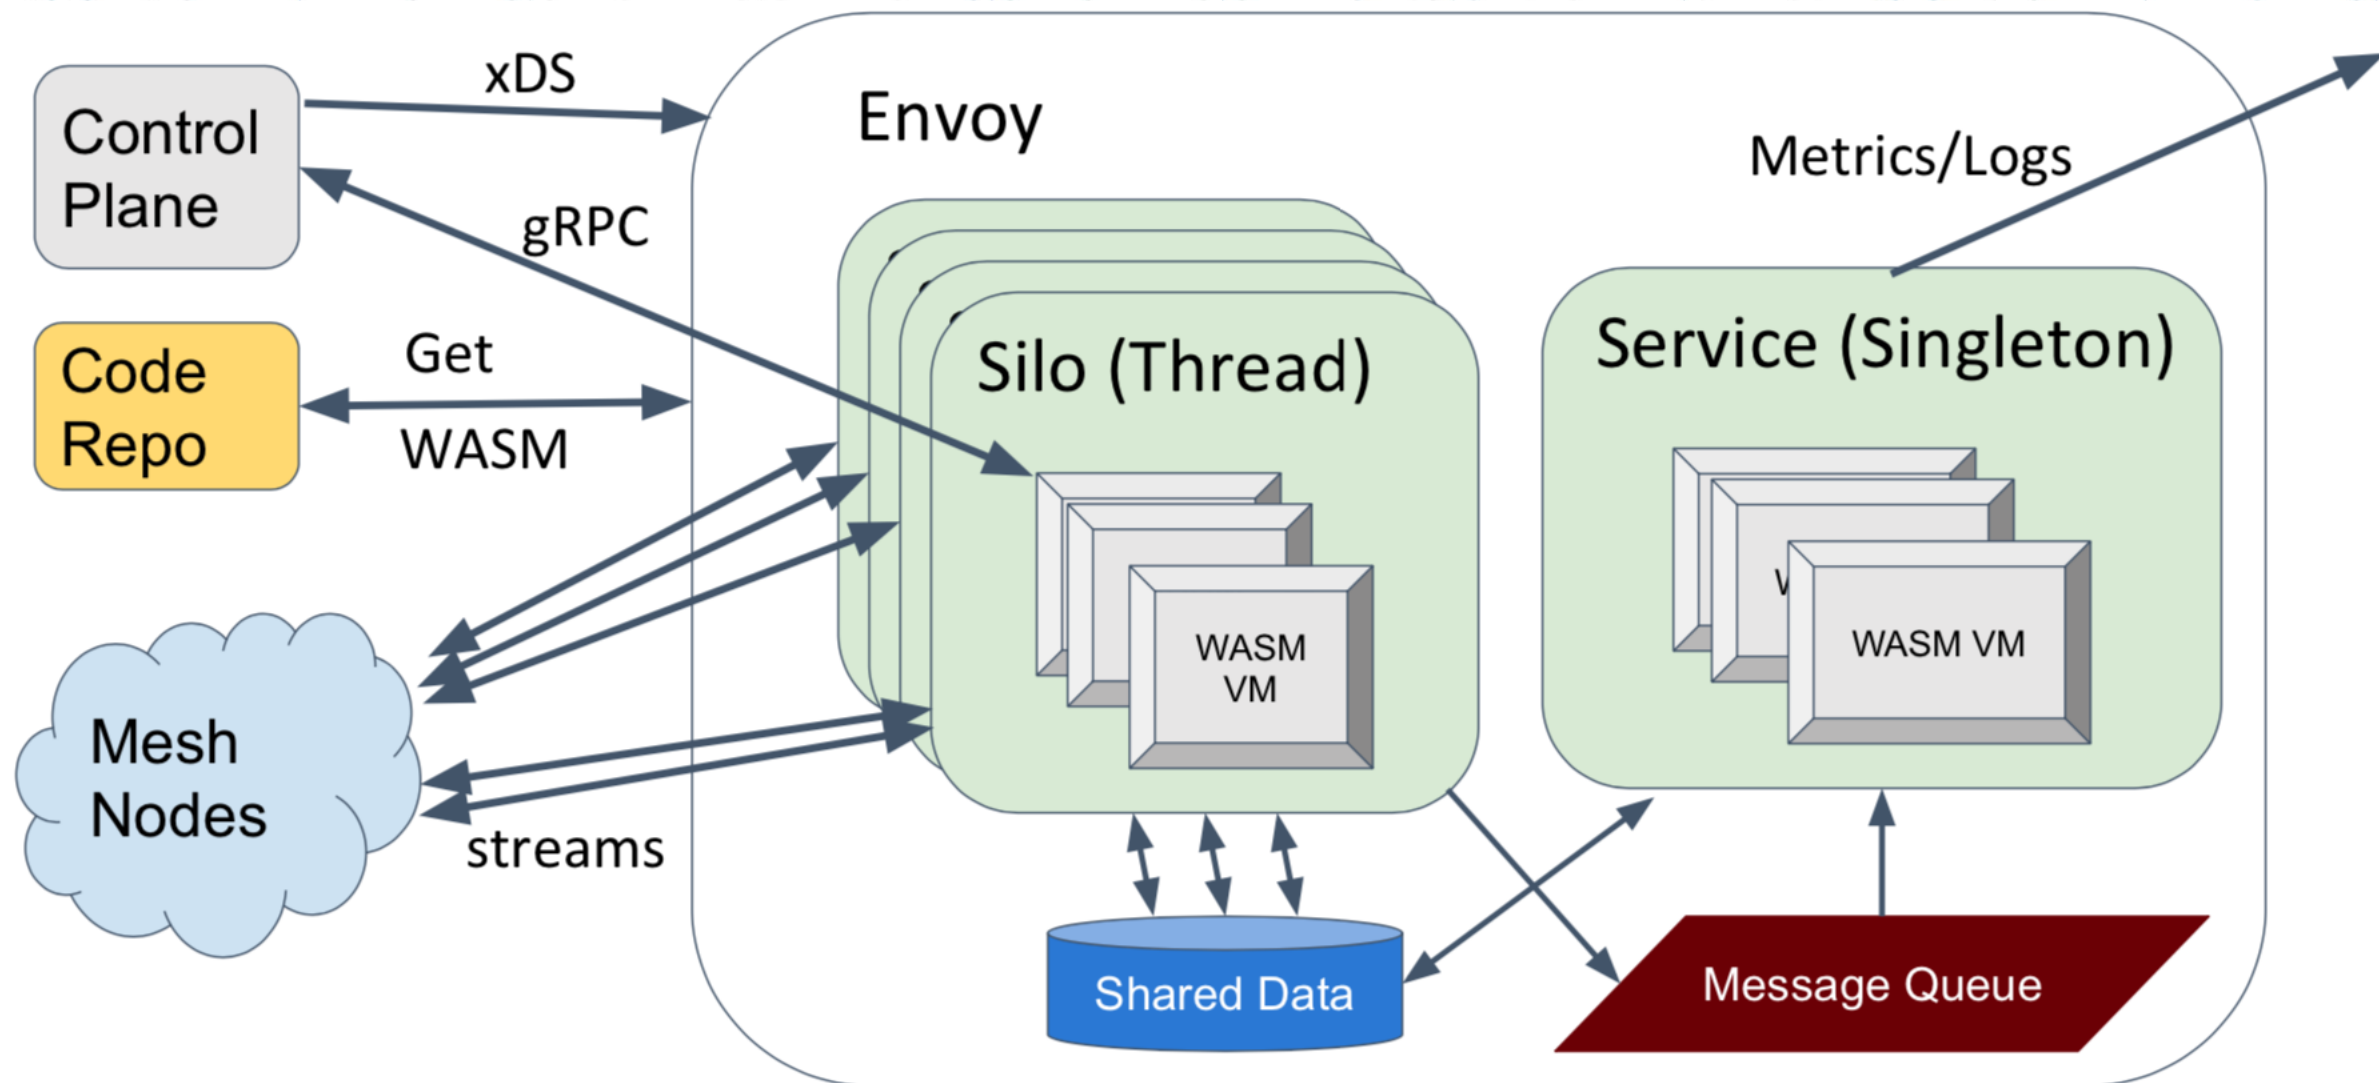 xDS
Control
Plane
Envoy
Metrics/Logs
gRPC
Get
WASM
Code
Repo
Silo (Thread)
Service (Singleton)
WASM
VM
WASM VM
Mesh
Nodes
streams
Shared Data
Message Queue